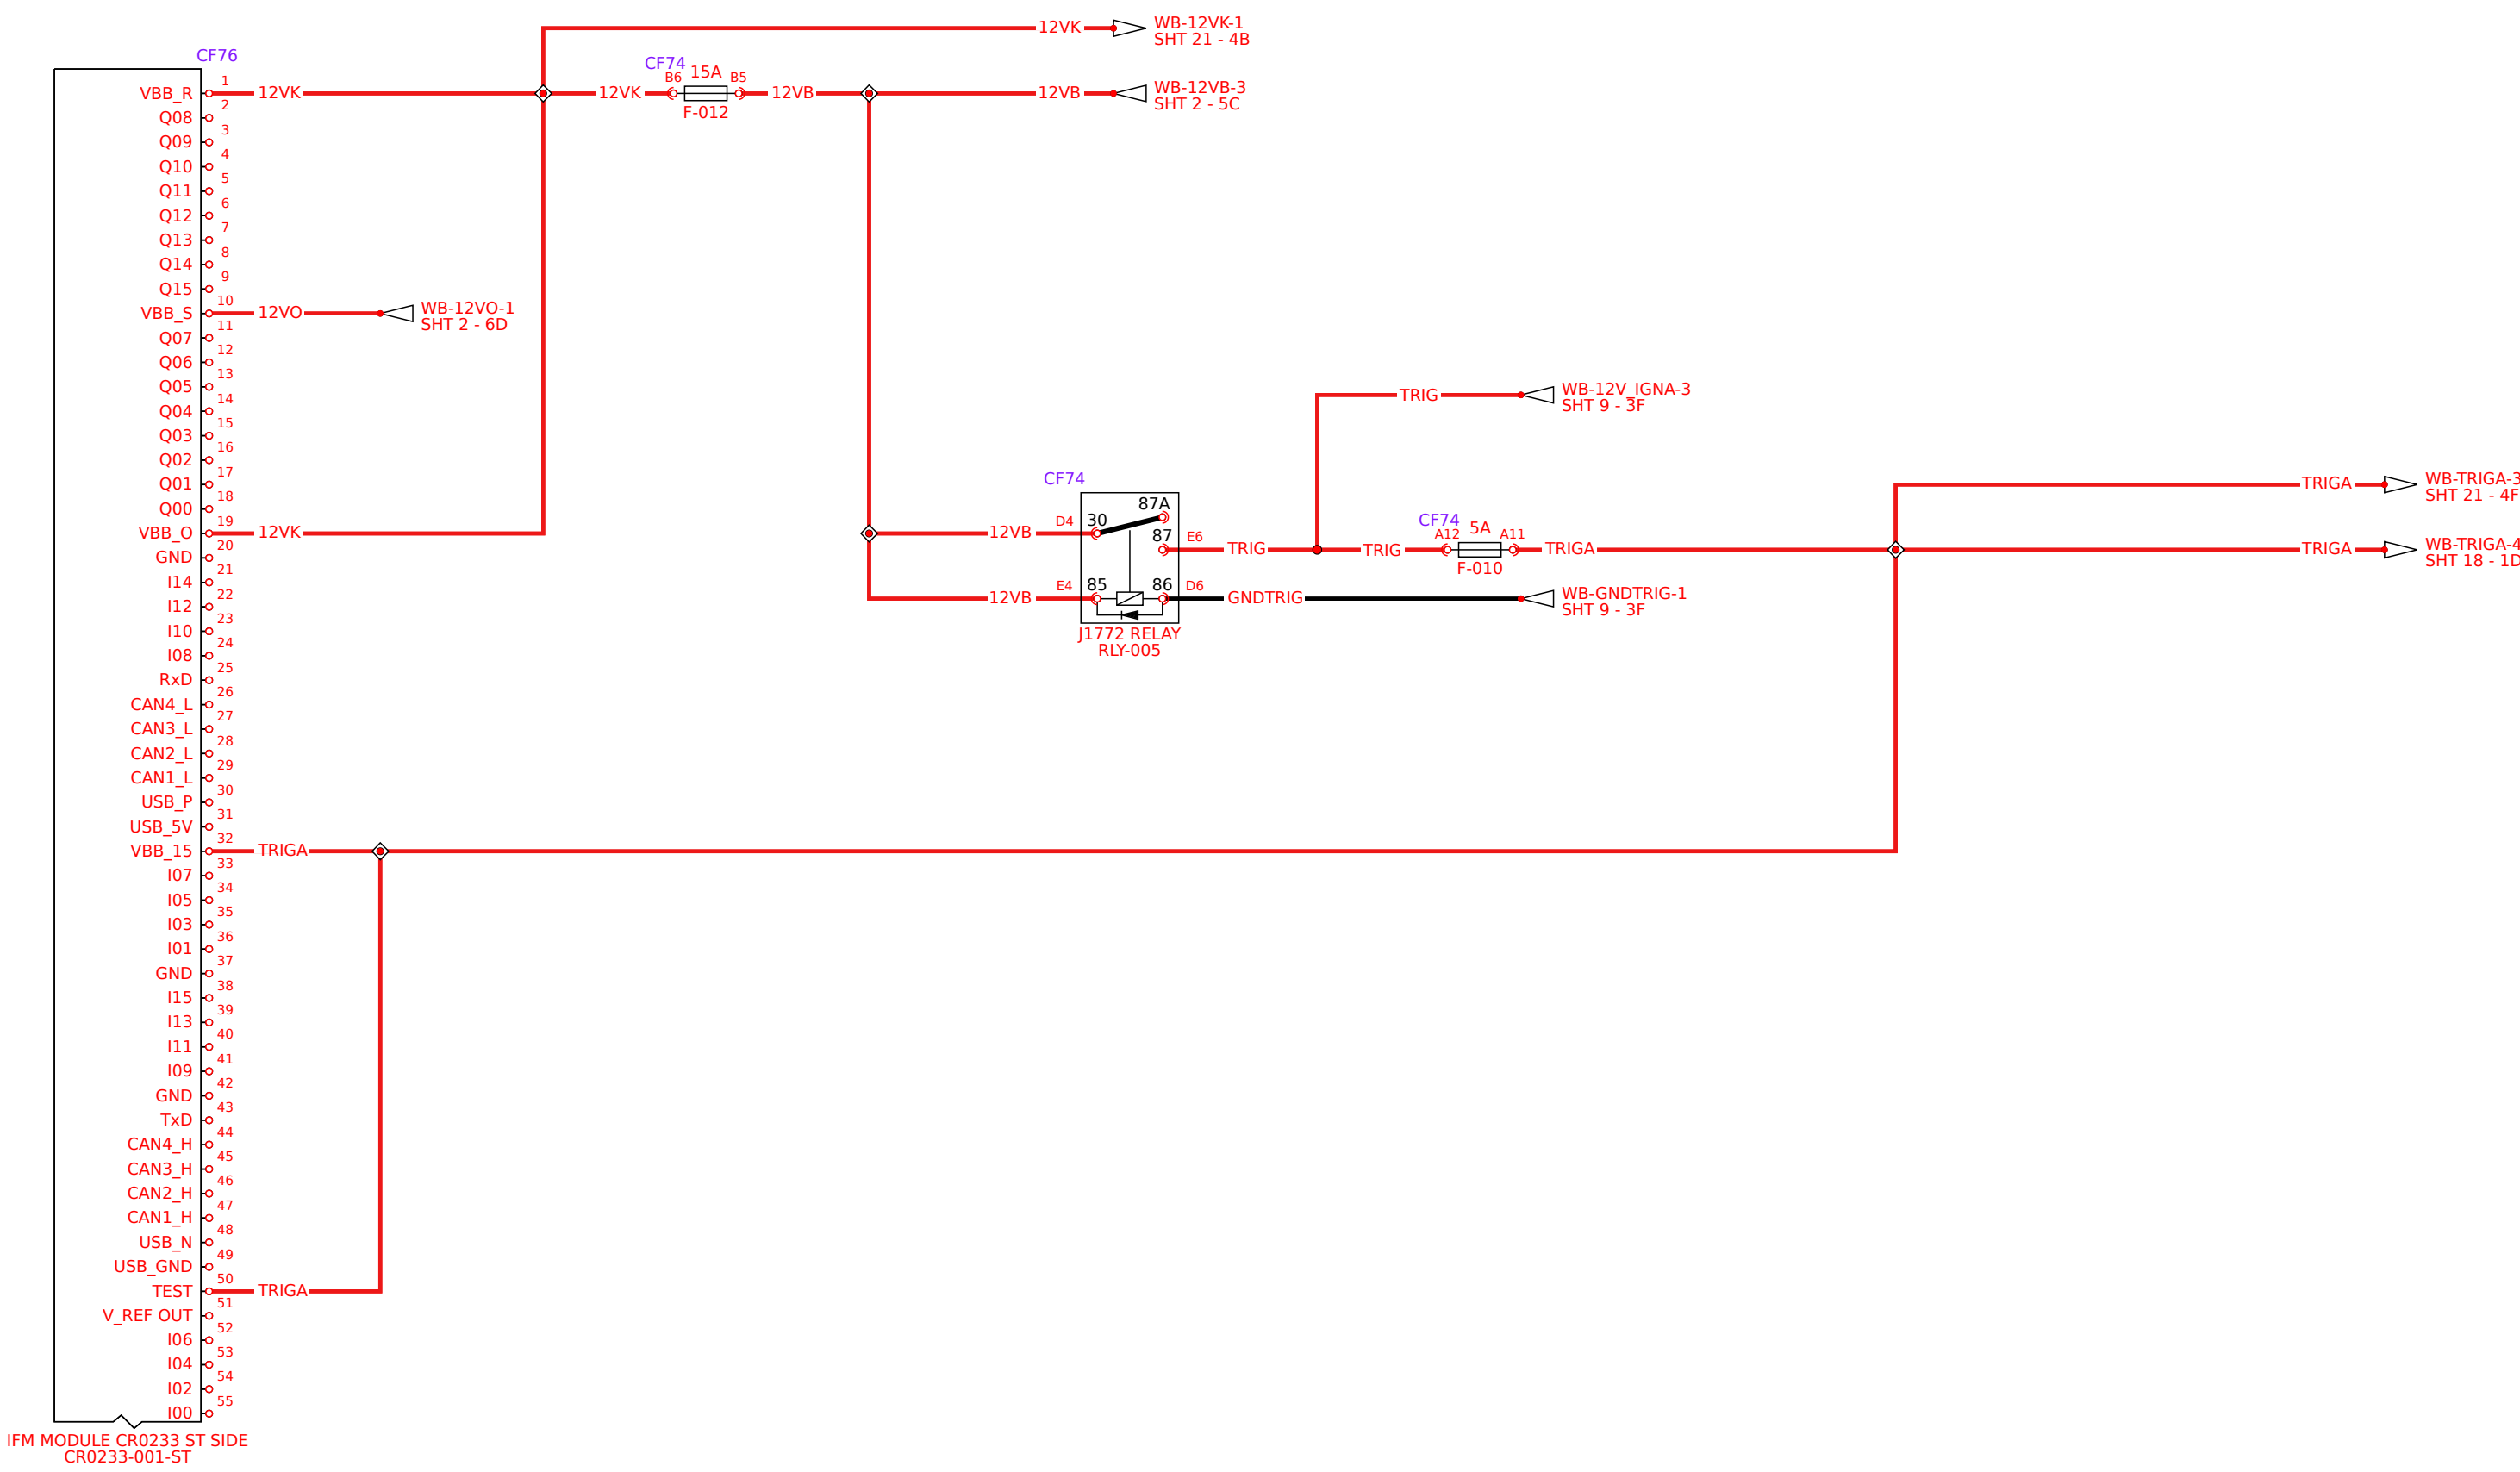 12VK
WB-12VK-1
SHT 21 - 4B
CF76
CF74
B6 15A B5
1
VBB_R 12VK 12VK 12VB 12VB
WB-12VB-3
SHT 2 - 5C
F-012
2
Q08
3
Q09
4
Q10
5
Q11
6
Q12
7
Q13
8
Q14
9
Q15
10
VBB_S 12VO
WB-12VO-1
SHT 2 - 6D
11
Q07
12
Q06
13
Q05
14
Q04
15
Q03
16
Q02
17
Q01
18
Q00
19
VBB_O 12VK
20
GND
21
I14
22
I12
23
I10
24
I08
25
RxD
26
CAN4_L
27
CAN3_L
28
CAN2_L
29
CAN1_L
30
USB_P
31
USB_5V
32
VBB_15 TRIGA
33
I07
34
I05
35
I03
36
I01
37
GND
38
I15
39
I13
40
I11
41
I09
42
GND
43
TxD
44
CAN4_H
45
CAN3_H
46
CAN2_H
47
CAN1_H
48
USB_N
49
USB_GND
50
TEST TRIGA
51
V_REF OUT
52
I06
53
I04
54
I02
55
I00
IFM MODULE CR0233 ST SIDE
CR0233-001-ST
TRIG
WB-12V_IGNA-3
SHT 9 - 3F
CF74
87A
12VB D4 30
87 E6 TRIG TRIG
CF74
A12 5A A11
F-010
TRIGA
TRIGA
WB-TRIGA-3
SHT 21 - 4F
TRIGA
WB-TRIGA-4
SHT 18 - 1D
12VB E4 85 86 D6 GNDTRIG
WB-GNDTRIG-1
SHT 9 - 3F
J1772 RELAY
RLY-005